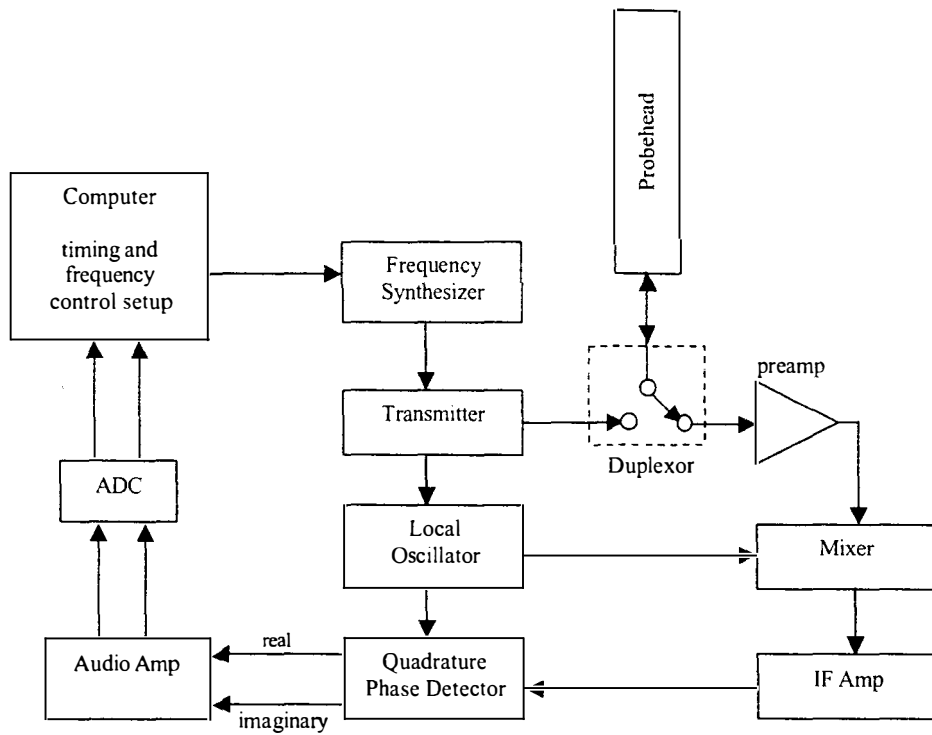 Probehead
Computer
timing and
frequency
control setup
Frequency
Synthesizer
preamp
Transmitter
Duplexor
ADC
Local
Oscillator
Mixer
real
Audio Amp
Quadrature
Phase Detector
IF Amp
imaginary